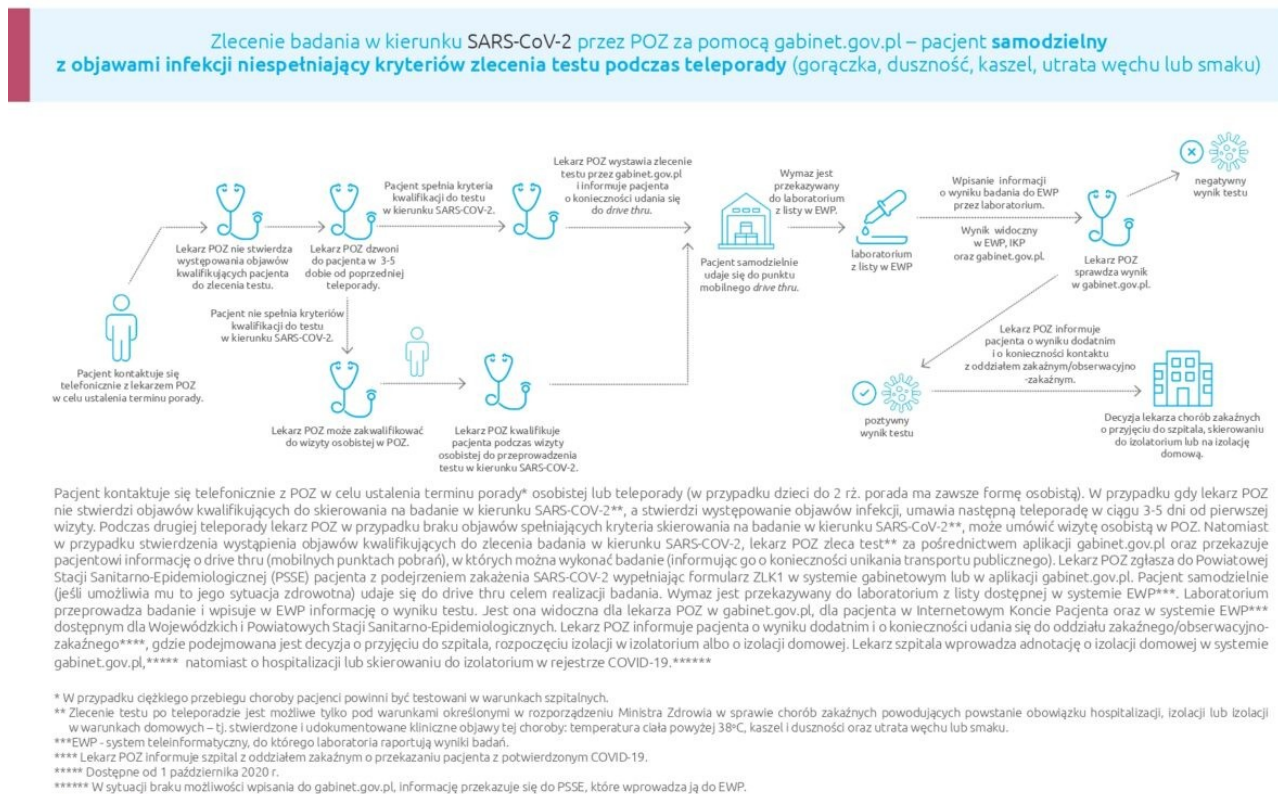 Zlecenie badania w kierunku SARS-CoV-2 przez POZ za pomocą gabinet.gov.pl – pacjent samodzielny
z objawami infekcji niespełniający kryteriów zlecenia testu podczas teleporady (gorączka, duszność, kaszel, utrata węchu lub smaku)
Pacjent kontaktuje się
telefonicznie z lekarzem POZ
w celu ustalenia terminu porady.
Lekarz POZ nie stwierdza
występowania objawów
kwalifikujących pacjenta
do zlecenia testu.
Lekarz POZ dzwoni
do pacjenta w 3-5
dobie od poprzedniej
teleporady.
Pacjent spełnia kryteria
kwalifikacji do testu
w kierunku SARS-COV-2.
Lekarz POZ wystawia zlecenie
testu przez gabinet.gov.pl
i informuje pacjenta
o konieczności udania się
do drive thru.
Pacjent nie spełnia kryteriów
kwalifikacji do testu
w kierunku SARS-COV-2.
Lekarz POZ może zakwalifikować
do wizyty osobistej w POZ.
Lekarz POZ kwalifikuje
pacjenta podczas wizyty
osobistej do przeprowadzenia
testu w kierunku SARS-COV-2.
Pacjent samodzielnie
udaje się do punktu
mobilnego drive thru.
Wymaz jest
przekazywany
do laboratorium
z listy w EWP.
laboratorium
z listy w EWP
Wpisanie informacji
o wyniku badania do EWP
przez laboratorium.
Wynik widoczny
w EWP, IKP
oraz gabinet.gov.pl.
Lekarz POZ
sprawdza wynik
w gabinet.gov.pl.
negatywny
wynik testu
poztywny
wynik testu
Lekarz POZ informuje
pacjenta o wyniku dodatnim
i o konieczności kontaktu
z oddziałem zakaźnym/obserwacyjno
-zakaźnym.
Decyzja lekarza chorób zakaźnych
o przyjęciu do szpitala, skierowaniu
do izolatorium lub na izolację
domową.
Pacjent kontaktuje się telefonicznie z POZ w celu ustalenia terminu porady* osobistej lub teleporady (w przypadku dzieci do 2 rż. porada ma zawsze formę osobistą). W przypadku gdy lekarz POZ
nie stwierdzi objawów kwalifikujących do skierowania na badanie w kierunku SARS-COV-2**, a stwierdzi występowanie objawów infekcji, umawia następną teleporadę w ciągu 3-5 dni od pierwszej
wizyty. Podczas drugiej teleporady lekarz POZ w przypadku braku objawów spełniających kryteria skierowania na badanie w kierunku SARS-CoV-2**, może umówić wizytę osobistą w POZ. Natomiast
w przypadku stwierdzenia wystąpienia objawów kwalifikujących do zlecenia badania w kierunku SARS-COV-2, lekarz POZ zleca test** za pośrednictwem aplikacji gabinet.gov.pl oraz przekazuje
pacjentowi informację o drive thru (mobilnych punktach pobrań), w których można wykonać badanie (informując go o konieczności unikania transportu publicznego). Lekarz POZ zgłasza do Powiatowej
Stacji Sanitarno-Epidemiologicznej (PSSE) pacjenta z podejrzeniem zakażenia SARS-COV-2 wypełniając formularz ZLK1 w systemie gabinetowym lub w aplikacji gabinet.gov.pl. Pacjent samodzielnie
(jeśli umożliwia mu to jego sytuacja zdrowotna) udaje się do drive thru celem realizacji badania. Wymaz jest przekazywany do laboratorium z listy dostępnej w systemie EWP***. Laboratorium
przeprowadza badanie i wpisuje w EWP informację o wyniku testu. Jest ona widoczna dla lekarza POZ w gabinet.gov.pl, dla pacjenta w Internetowym Koncie Pacjenta oraz w systemie EWP***
dostępnym dla Wojewódzkich i Powiatowych Stacji Sanitarno-Epidemiologicznych. Lekarz POZ informuje pacjenta o wyniku dodatnim i o konieczności udania się do oddziału zakaźnego/obserwacyjno-
zakaźnego****, gdzie podejmowana jest decyzja o przyjęciu do szpitala, rozpoczęciu izolacji w izolatorium albo o izolacji domowej. Lekarz szpitala wprowadza adnotację o izolacji domowej w systemie
gabinet.gov.pl,***** natomiast o hospitalizacji lub skierowaniu do izolatorium w rejestrze COVID-19.******
* W przypadku ciężkiego przebiegu choroby pacjenci powinni być testowani w warunkach szpitalnych.
** Zlecenie testu po teleporadzie jest możliwe tylko pod warunkami określonymi w rozporządzeniu Ministra Zdrowia w sprawie chorób zakaźnych powodujących powstanie obowiązku hospitalizacji, izolacji lub izolacji
w warunkach domowych – tj. stwierdzone i udokumentowane kliniczne objawy tej choroby: temperatura ciała powyżej 38°C, kaszel i duszności oraz utrata węchu lub smaku.
***EWP - system teleinformatyczny, do którego laboratoria raportują wyniki badań.
**** Lekarz POZ informuje szpital z oddziałem zakaźnym o przekazaniu pacjenta z potwierdzonym COVID-19.
***** Dostępne od 1 października 2020 r.
****** W sytuacji braku możliwości wpisania do gabinet.gov.pl, informację przekazuje się do PSSE, które wprowadza ją do EWP.